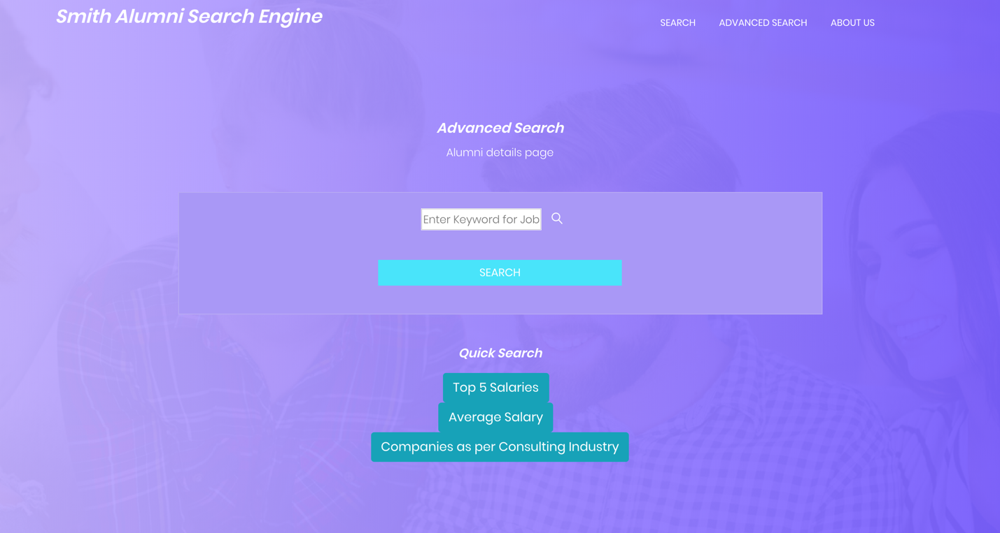 Smith Alumni Search Engine
SEARCH ADVANCED SEARCH ABOUT US
Advanced Search
Alumni details page
Enter Keyword for Job
SEARCH
Quick Search
Top 5 Salaries
Average Salary
Companies as per Consulting Industry